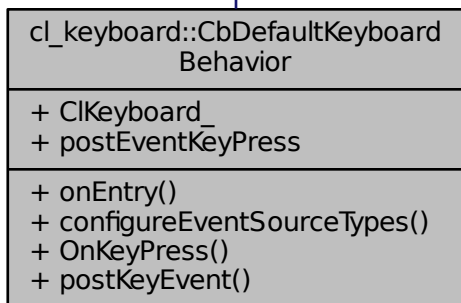 cl_keyboard::CbDefaultKeyboard
Behavior
+ ClKeyboard_
+ postEventKeyPress
+ onEntry()
+ configureEventSourceTypes()
+ OnKeyPress()
+ postKeyEvent()